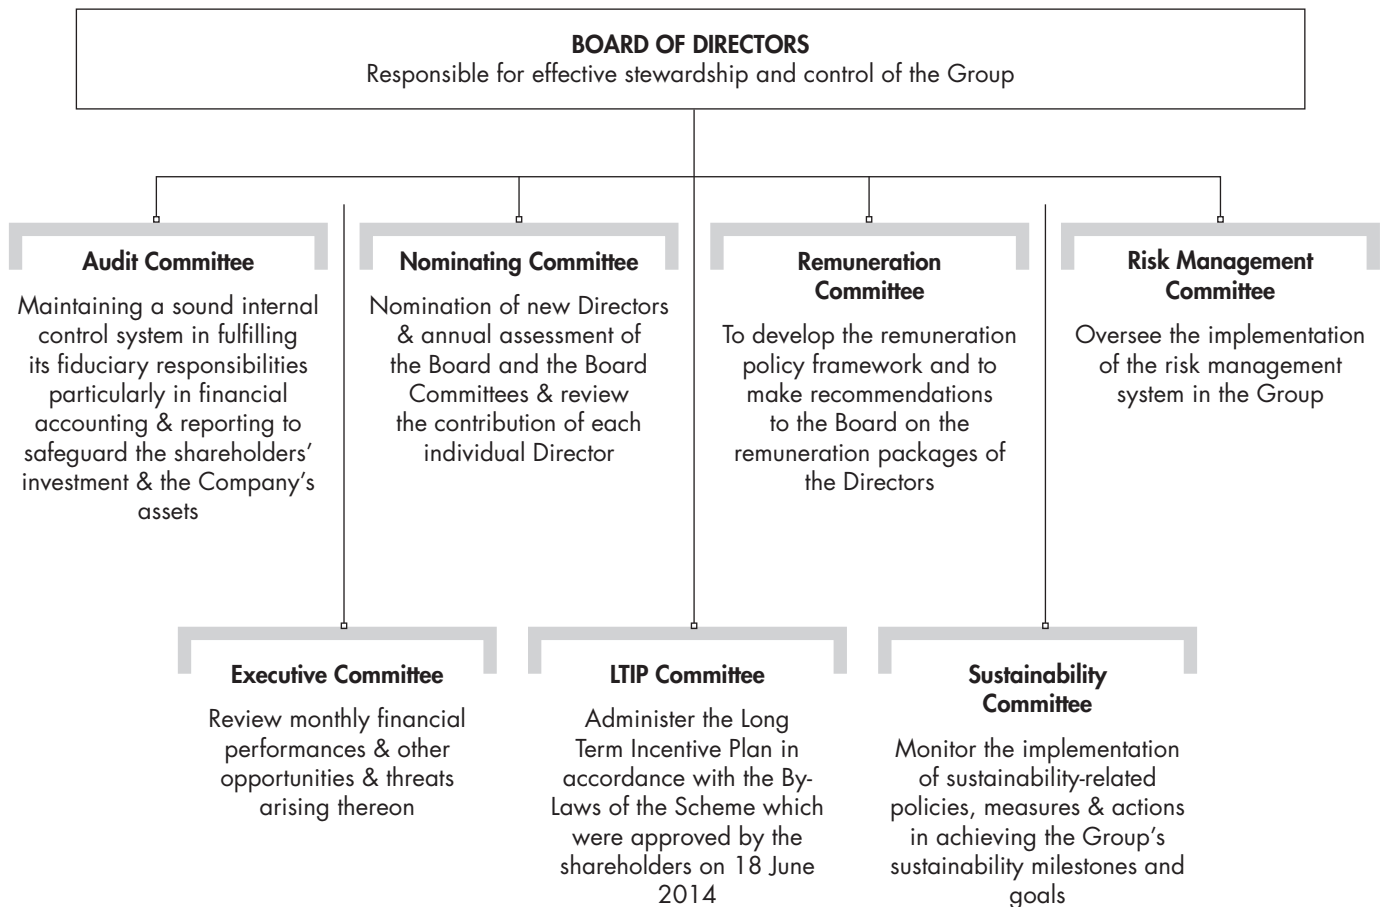 BOARD OF DIRECTORS
Responsible for effective stewardship and control of the Group
Audit Committee
Maintaining a sound internal
control system in fulfilling
its fiduciary responsibilities
particularly in financial
accounting & reporting to
safeguard the shareholders'
investment & the Company's
assets
Nominating Committee
Nomination of new Directors
& annual assessment of
the Board and the Board
Committees & review
the contribution of each
individual Director
Remuneration
Committee
To develop the remuneration
policy framework and to
make recommendations
to the Board on the
remuneration packages of
the Directors
Risk Management
Committee
Oversee the implementation
of the risk management
system in the Group
Executive Committee
Review monthly financial
performances & other
opportunities & threats
arising thereon
LTIP Committee
Administer the Long
Term Incentive Plan in
accordance with the By-
Laws of the Scheme which
were approved by the
shareholders on 18 June
2014
Sustainability
Committee
Monitor the implementation
of sustainability-related
policies, measures & actions
in achieving the Group's
sustainability milestones and
goals